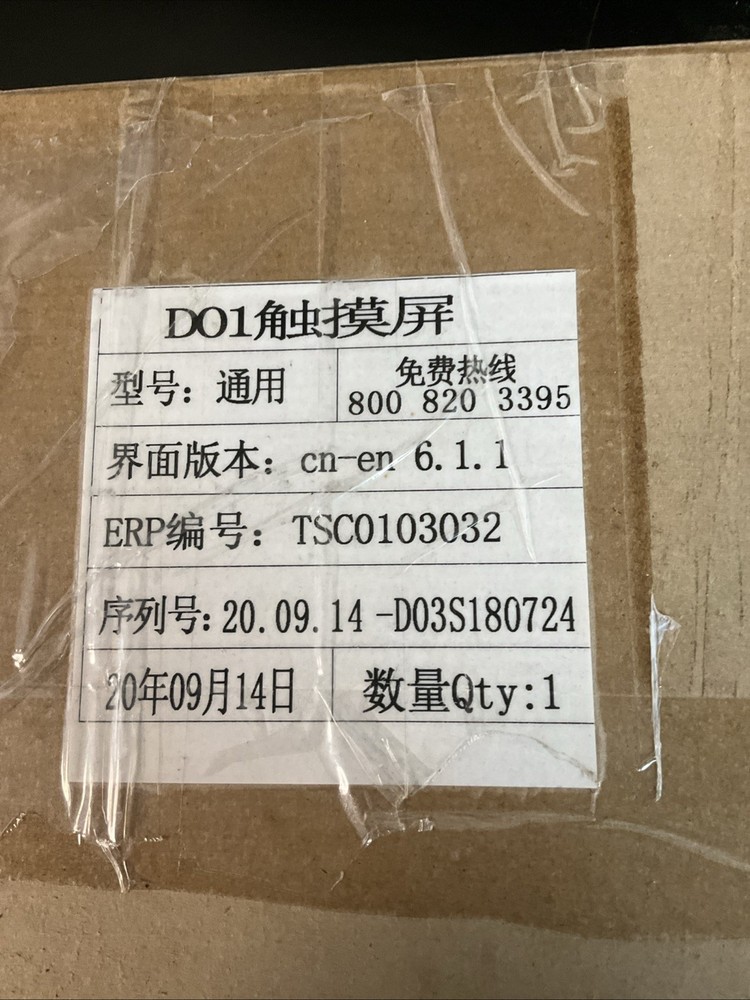 D01触摸屏
型号：通用
免费热线
800 820 3395
界面版本：cn-en 6.1.1
ERP编号：TSC0103032
序列号：20.09.14 -D03S180724
20年09月14日
数量Qty:1